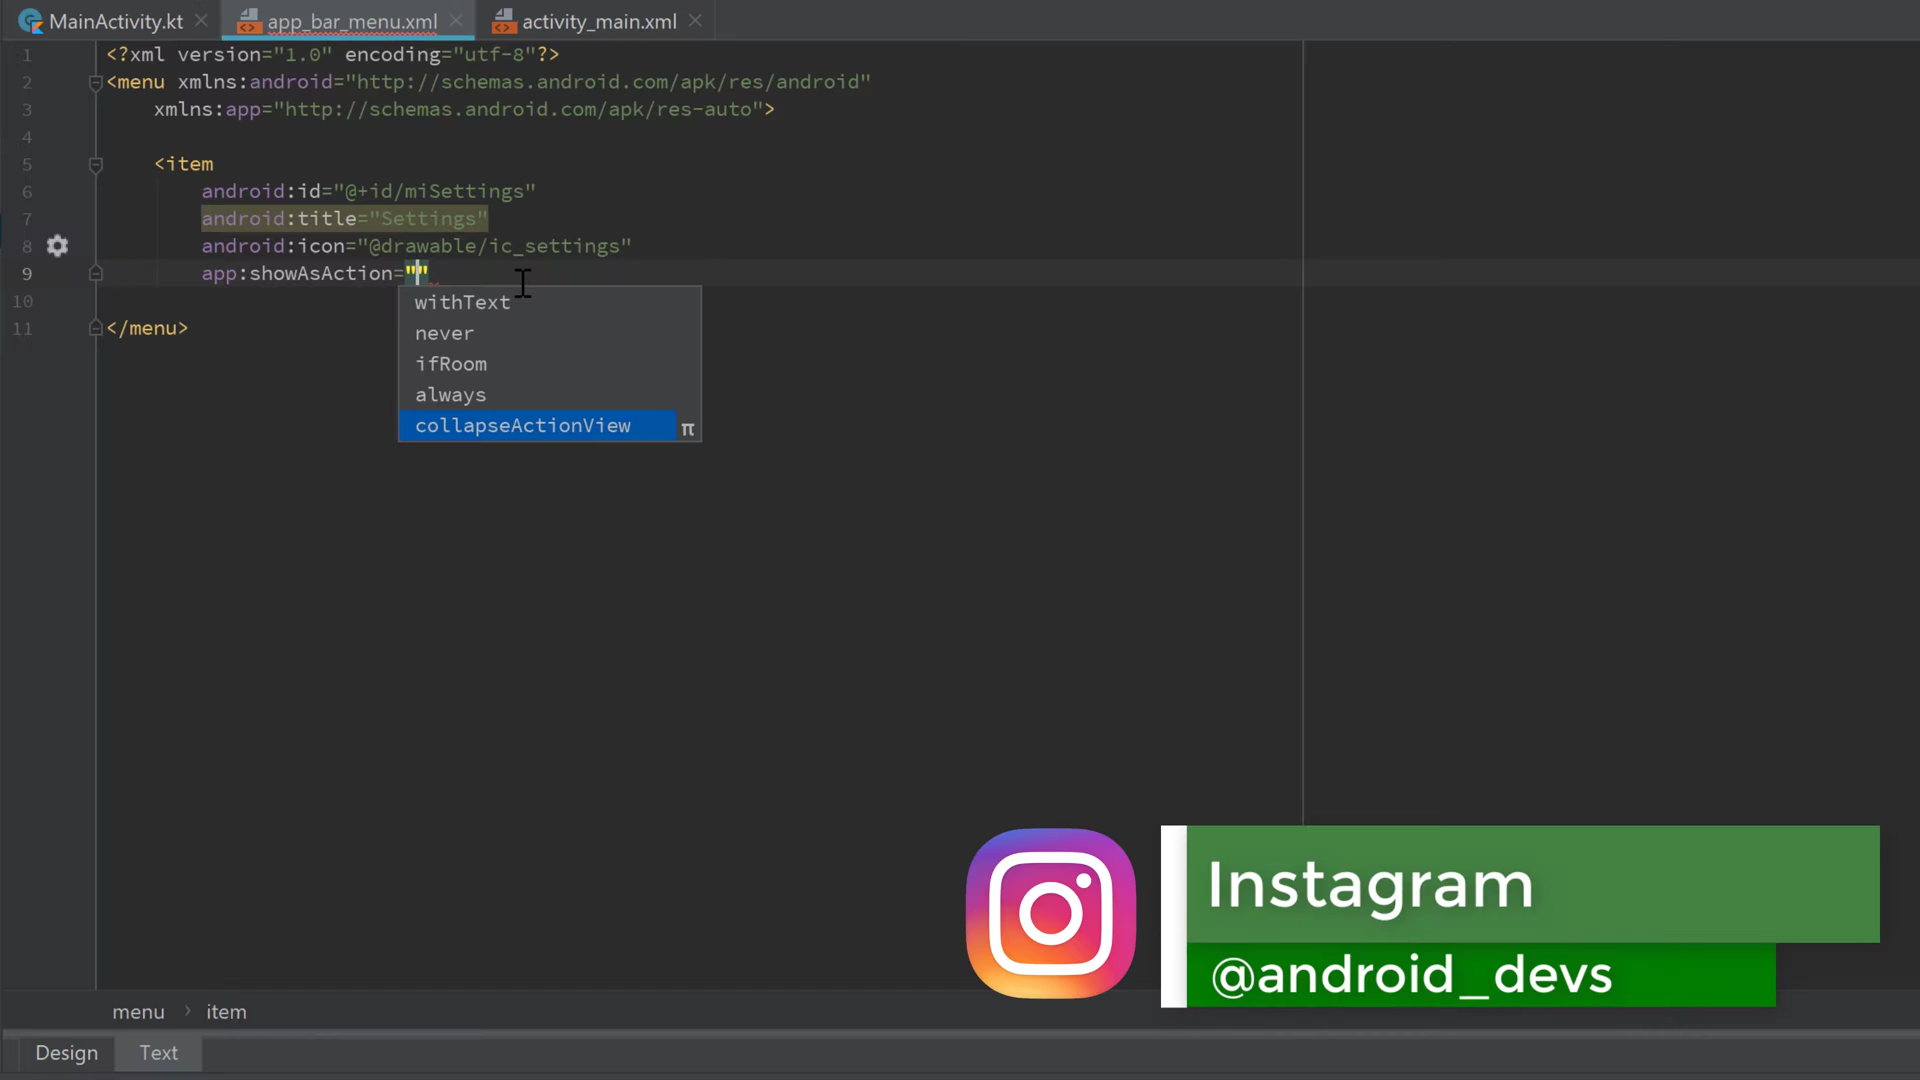 MainActivity.kt app_bar_menu.xml activity_main.xml
1 <?xml version="1.0" encoding="utf-8"?>
2 <menu xmlns:android="http://schemas.android.com/apk/res/android"
3 xmlns:app="http://schemas.android.com/apk/res-auto">
4
5 <item
6 android:id="@+id/miSettings"
7 android:title="Settings"
8 android:icon="@drawable/ic_settings"
9 app:showAsAction=""
10
11 </menu>
withText
never
ifRoom
always
collapseActionView π
Instagram
@android_devs
menu › item
Design Text